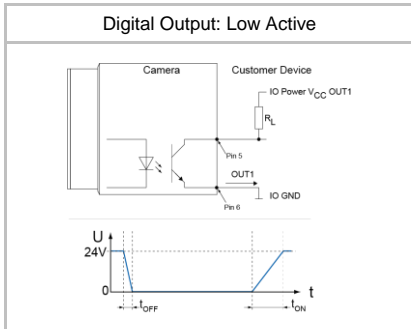 Digital Output: Low Active
Camera
Customer Device
IO Power VCC OUT1
RL
Pin 5
OUT1
IO GND
Pin 6
U
24V
0
t
tOFF
tON